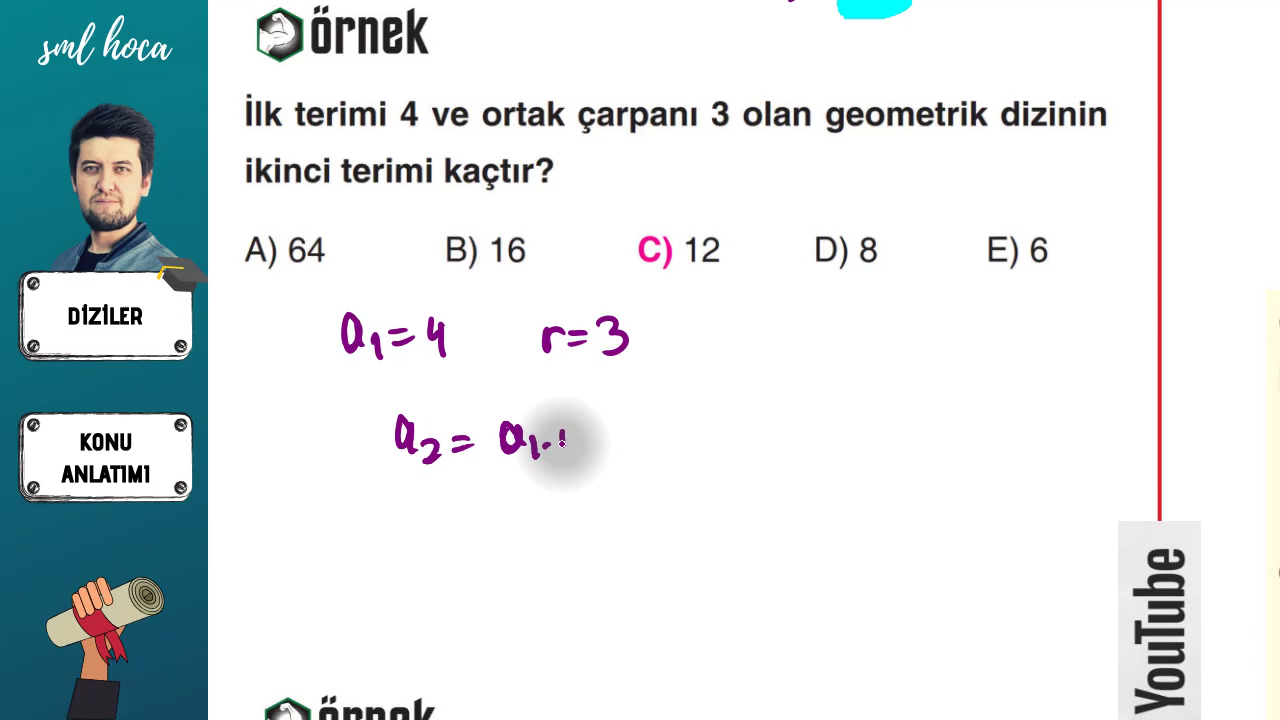 sml hoca
DİZİLER
KONU
ANLATIMI
örnek
İlk terimi 4 ve ortak çarpanı 3 olan geometrik dizinin
ikinci terimi kaçtır?
A) 64 B) 16 C) 12 D) 8 E) 6
a₁ = 4 r = 3
a₂ = a₁.
YouTube
örnek